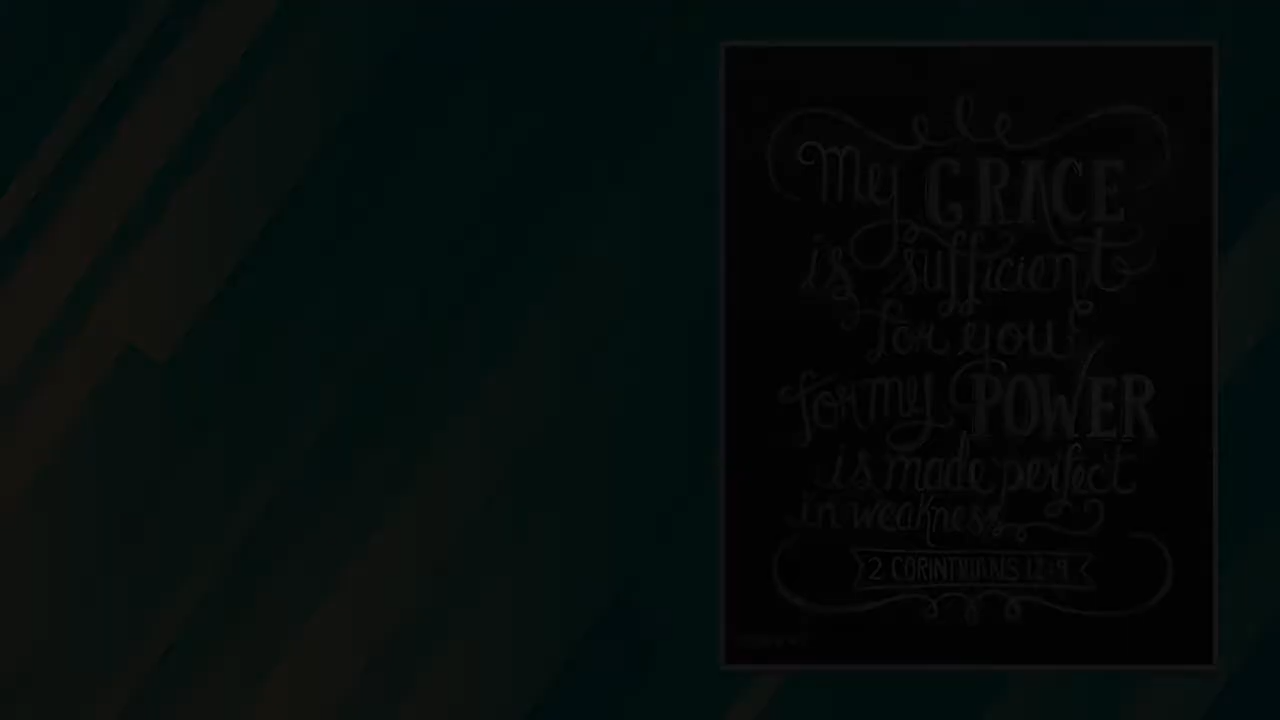 My GRACE
is sufficient
for you
for my POWER
is made perfect
in weakness
2 CORINTHIANS 12:9